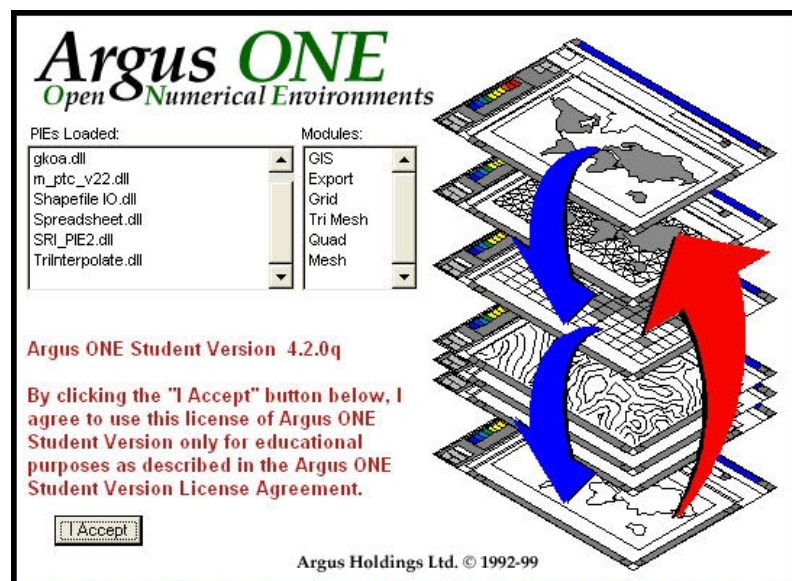 Argus ONE
Open Numerical Environments
PIEs Loaded:
gkoa.dll
m_ptc_v22.dll
Shapefile IO.dll
Spreadsheet.dll
SRI_PIE2.dll
TriInterpolate.dll
Modules:
GIS
Export
Grid
Tri Mesh
Quad
Mesh
Argus ONE Student Version 4.2.0q
By clicking the "I Accept" button below, I
agree to use this license of Argus ONE
Student Version only for educational
purposes as described in the Argus ONE
Student Version License Agreement.
I Accept
Argus Holdings Ltd. © 1992-99